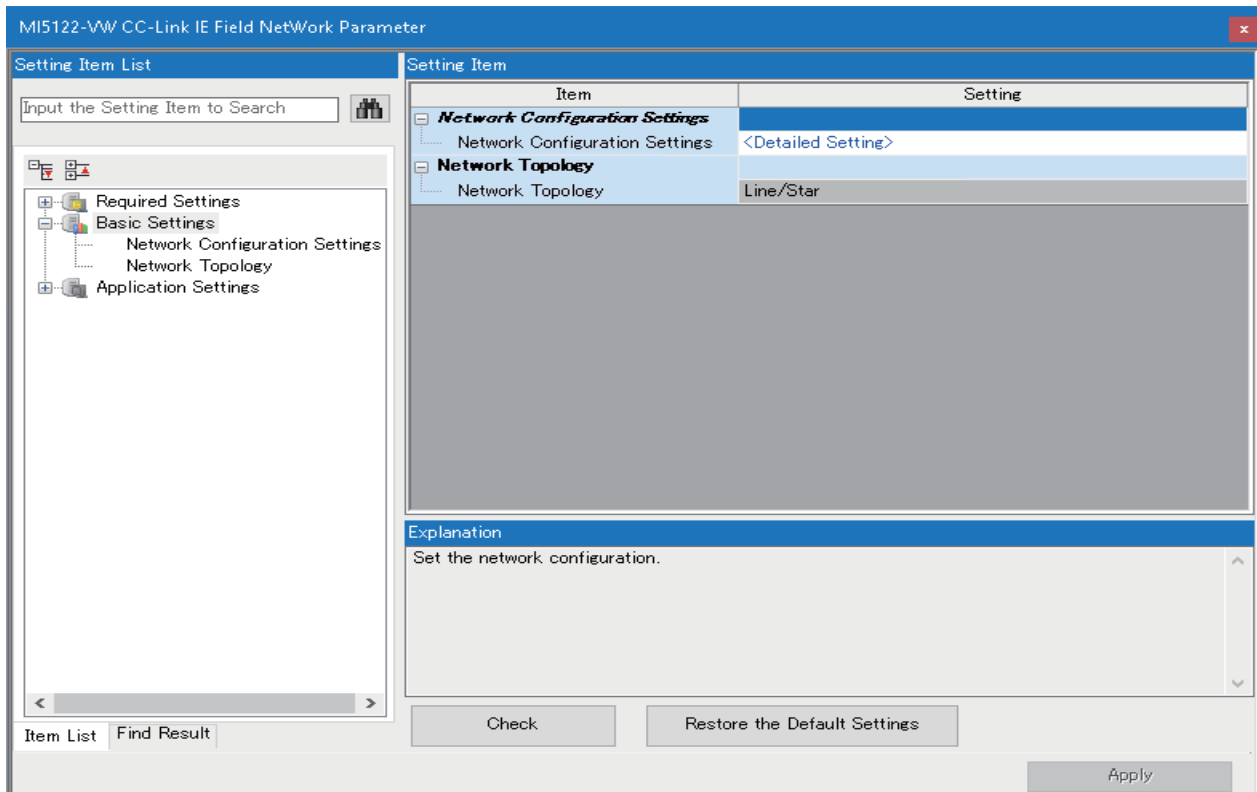 MI5122-VW CC-Link IE Field NetWork Parameter
x
Setting Item List
Input the Setting Item to Search
Required Settings
Basic Settings
Network Configuration Settings
Network Topology
Application Settings
Item List
Find Result
Setting Item
Item Setting
Network Configuration Settings
Network Configuration Settings <Detailed Setting>
Network Topology
Network Topology Line/Star
Explanation
Set the network configuration.
Check
Restore the Default Settings
Apply